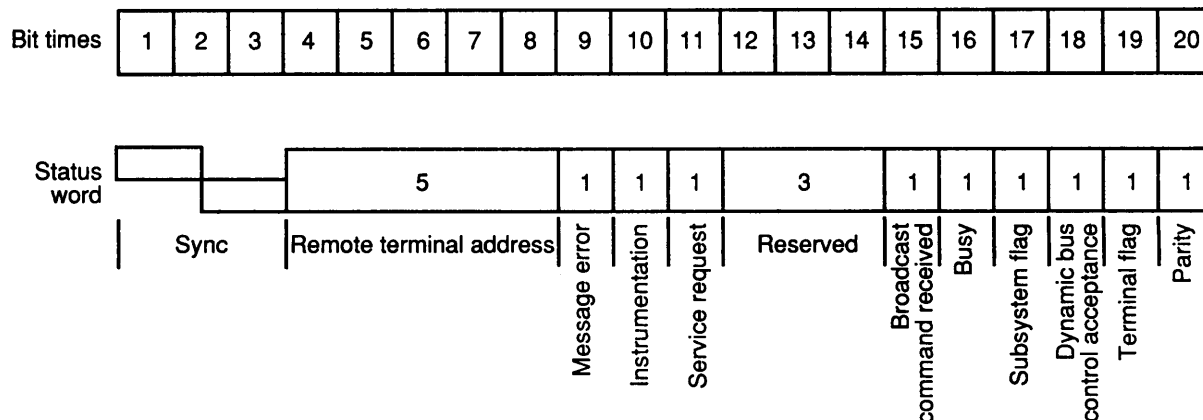 Bit times 1 2 3 4 5 6 7 8 9 10 11 12 13 14 15 16 17 18 19 20
Status
word
5 1 1 1 3 1 1 1 1 1 1
Sync
Remote terminal address
Message error
Instrumentation
Service request
Reserved
Broadcast
command received
Busy
Subsystem flag
Dynamic bus
control acceptance
Terminal flag
Parity